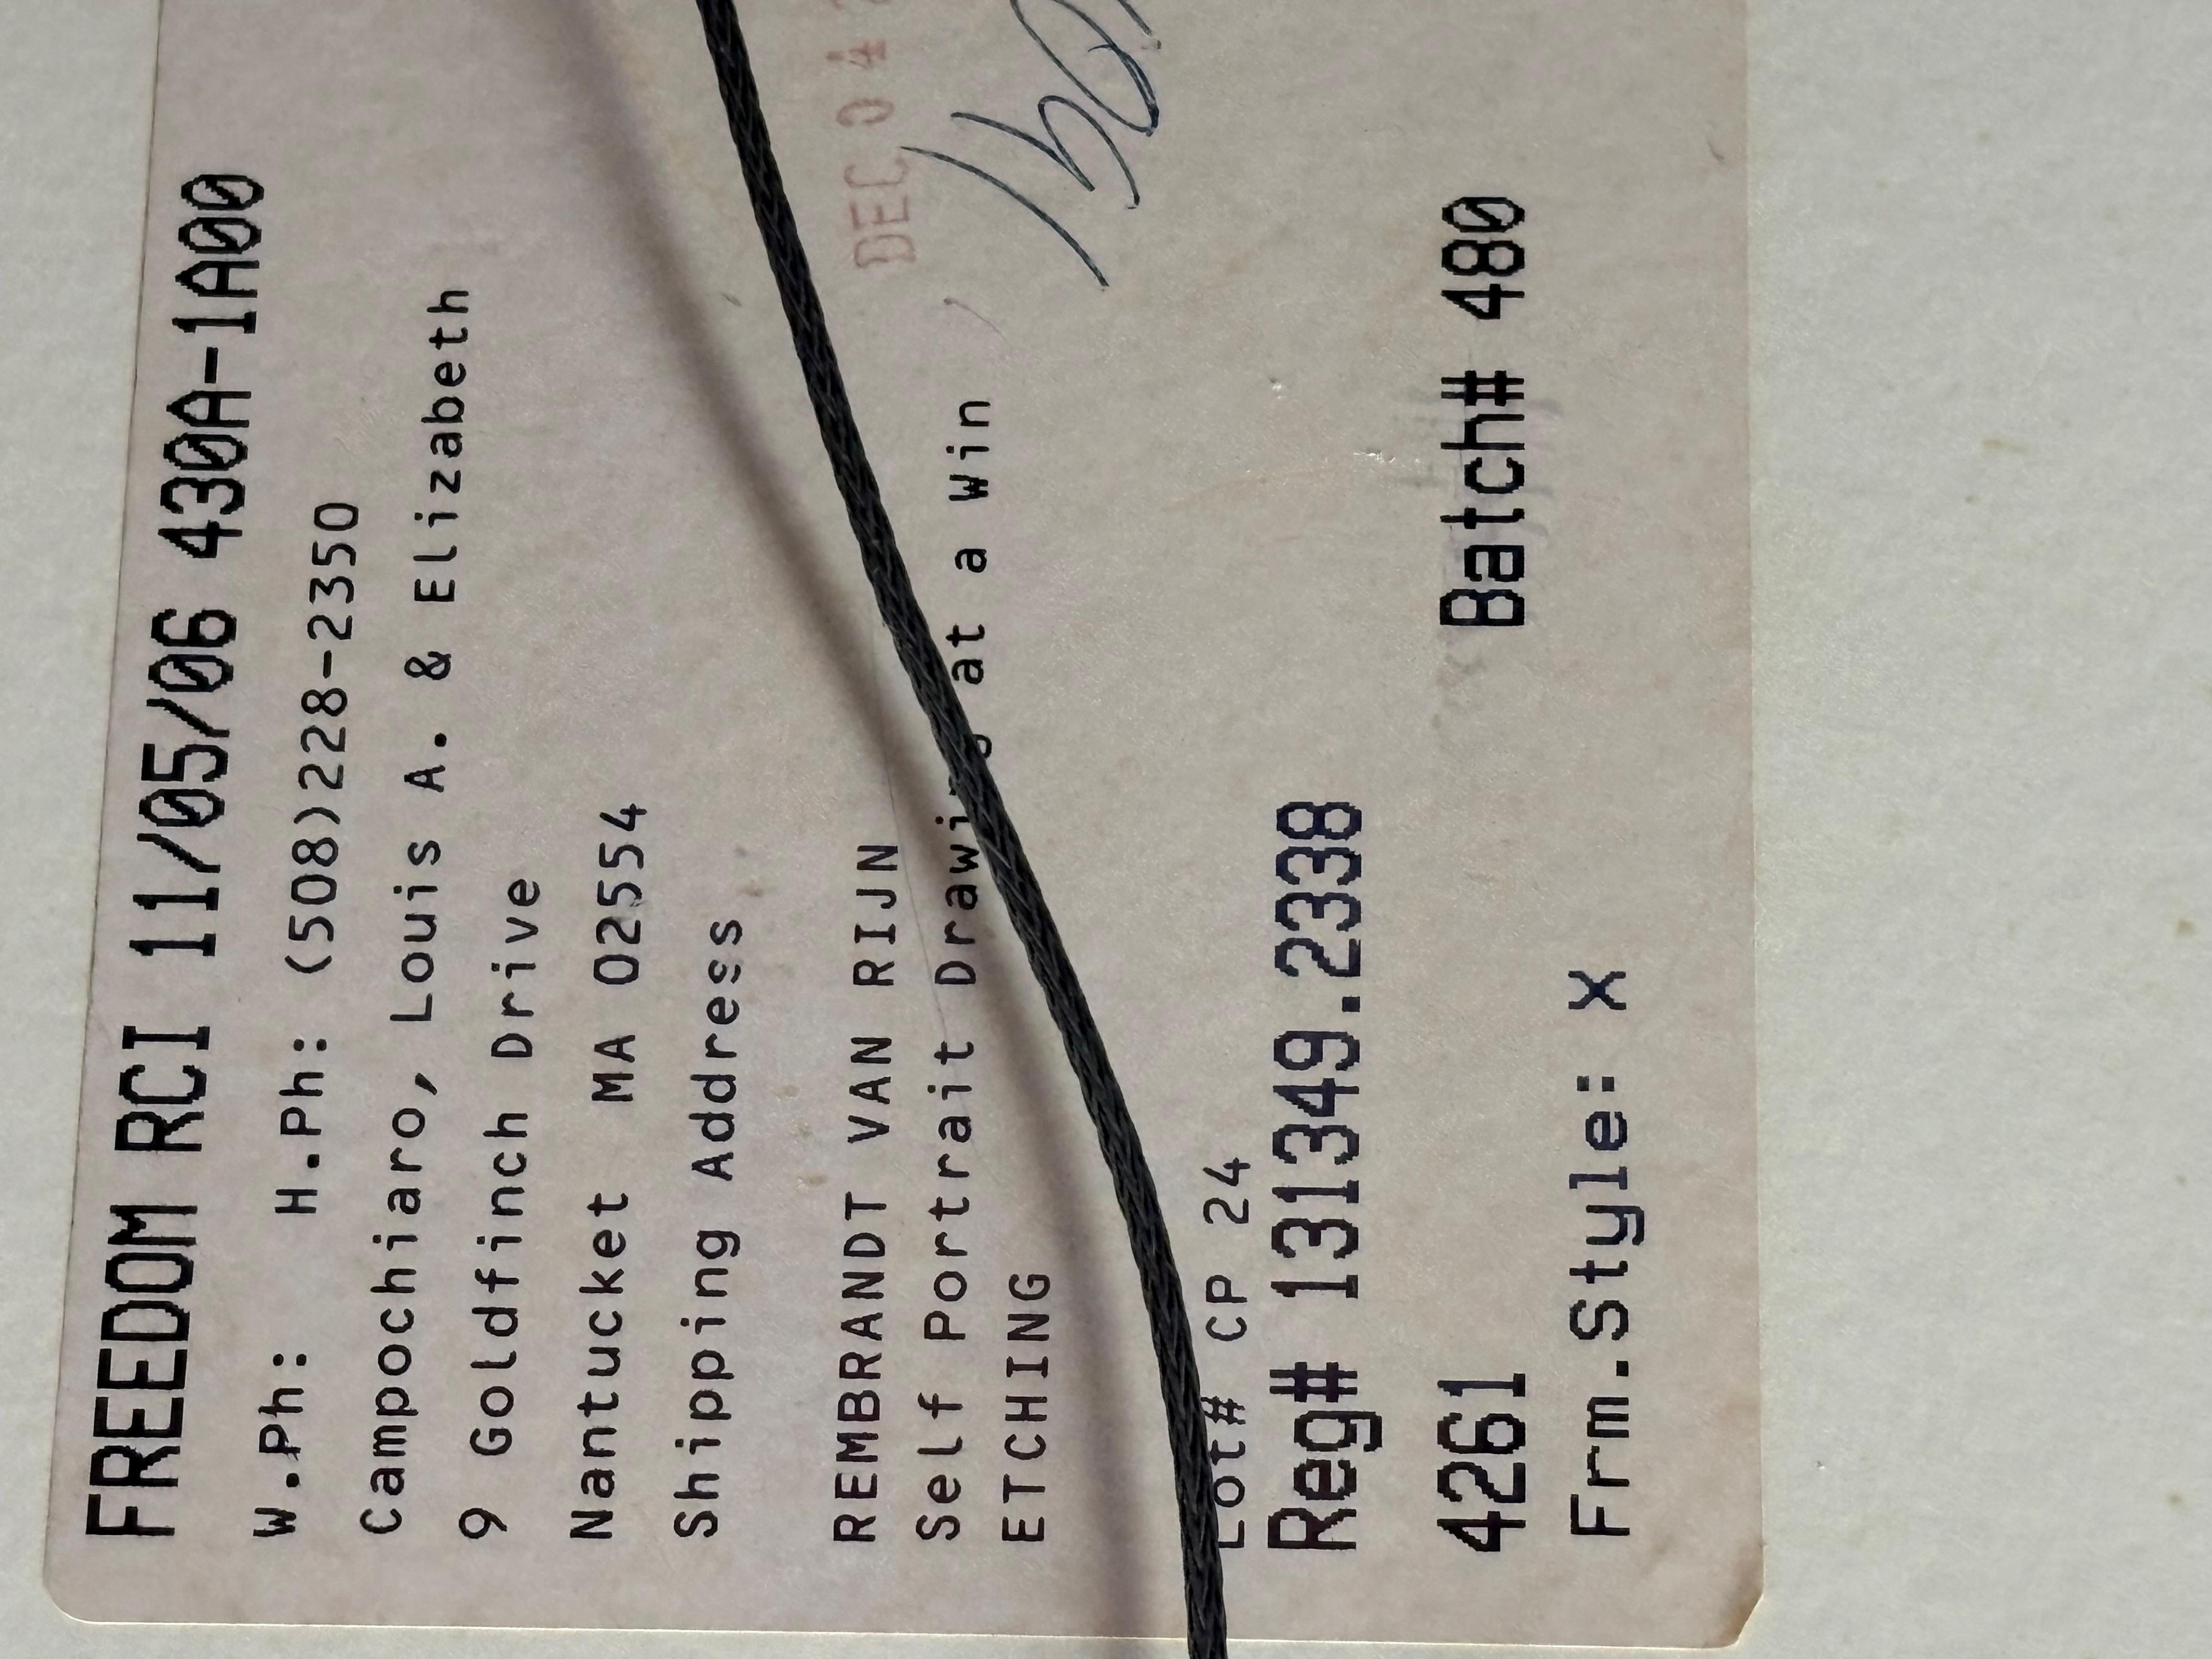 FREEDOM RCI 11/05/06 430A-1A00
W.Ph: H.Ph: (508)228-2350
Campochiaro, Louis A. & Elizabeth
9 Goldfinch Drive
Nantucket MA 02554
Shipping Address
DEC 04
REMBRANDT VAN RIJN
Self Portrait Drawing at a Win
ETCHING
Lot# CP 24
Reg# 131349.2338
4261 Batch# 480
Frm.Style: X